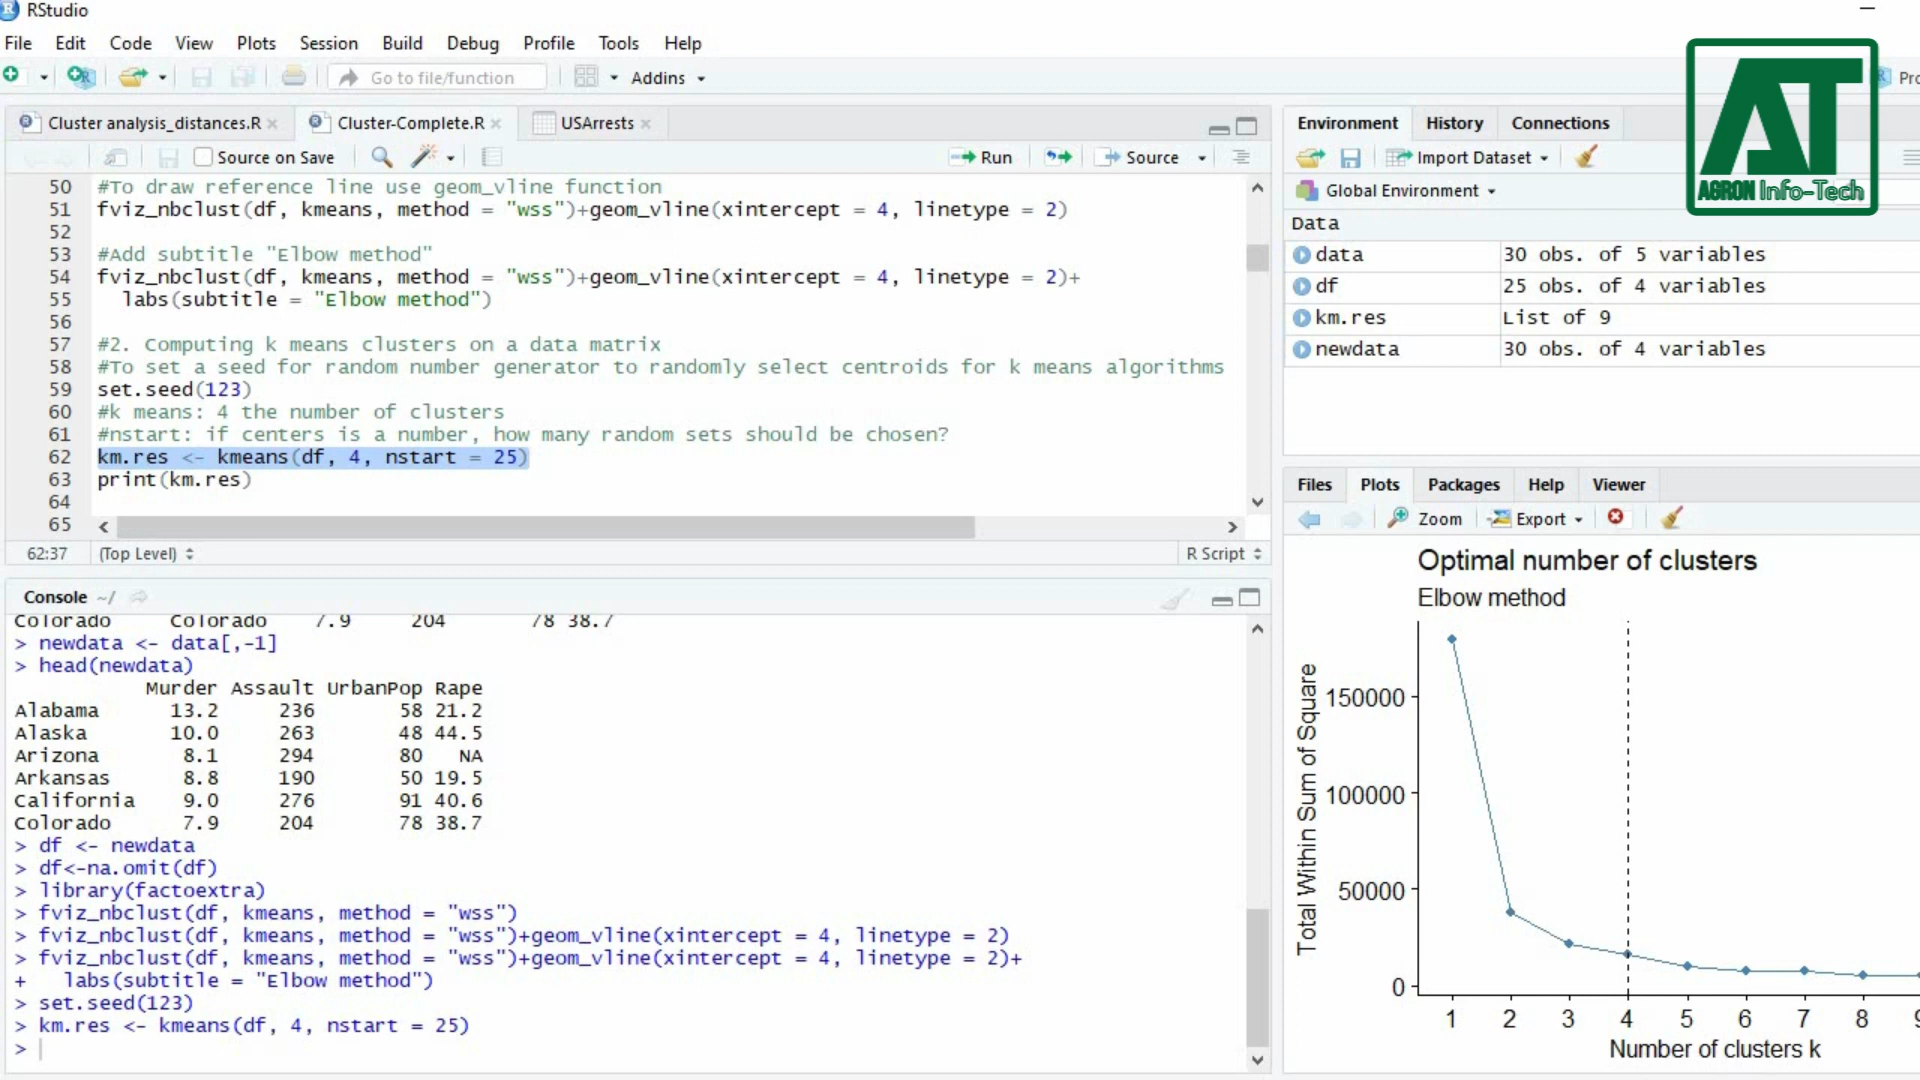 RStudio
File Edit Code View Plots Session Build Debug Profile Tools Help
Go to file/function Addins
AT
AGRON Info-Tech
Cluster analysis_distances.R Cluster-Complete.R USArrests
Source on Save Run Source
50 #To draw reference line use geom_vline function
51 fviz_nbclust(df, kmeans, method = "wss")+geom_vline(xintercept = 4, linetype = 2)
52
53 #Add subtitle "Elbow method"
54 fviz_nbclust(df, kmeans, method = "wss")+geom_vline(xintercept = 4, linetype = 2)+
55 labs(subtitle = "Elbow method")
56
57 #2. Computing k means clusters on a data matrix
58 #To set a seed for random number generator to randomly select centroids for k means algorithms
59 set.seed(123)
60 #k means: 4 the number of clusters
61 #nstart: if centers is a number, how many random sets should be chosen?
62 km.res <- kmeans(df, 4, nstart = 25)
63 print(km.res)
64
65
62:37 (Top Level) R Script
Console ~/
Colorado Colorado 7.9 204 78 38.7
> newdata <- data[,-1]
> head(newdata)
Murder Assault UrbanPop Rape
Alabama 13.2 236 58 21.2
Alaska 10.0 263 48 44.5
Arizona 8.1 294 80 NA
Arkansas 8.8 190 50 19.5
California 9.0 276 91 40.6
Colorado 7.9 204 78 38.7
> df <- newdata
> df<-na.omit(df)
> library(factoextra)
> fviz_nbclust(df, kmeans, method = "wss")
> fviz_nbclust(df, kmeans, method = "wss")+geom_vline(xintercept = 4, linetype = 2)
> fviz_nbclust(df, kmeans, method = "wss")+geom_vline(xintercept = 4, linetype = 2)+
+ labs(subtitle = "Elbow method")
> set.seed(123)
> km.res <- kmeans(df, 4, nstart = 25)
>
Environment History Connections
Import Dataset
Global Environment
Data
data 30 obs. of 5 variables
df 25 obs. of 4 variables
km.res List of 9
newdata 30 obs. of 4 variables
Files Plots Packages Help Viewer
Zoom Export
Optimal number of clusters
Elbow method
Total Within Sum of Square
150000
100000
50000
0
1 2 3 4 5 6 7 8
Number of clusters k